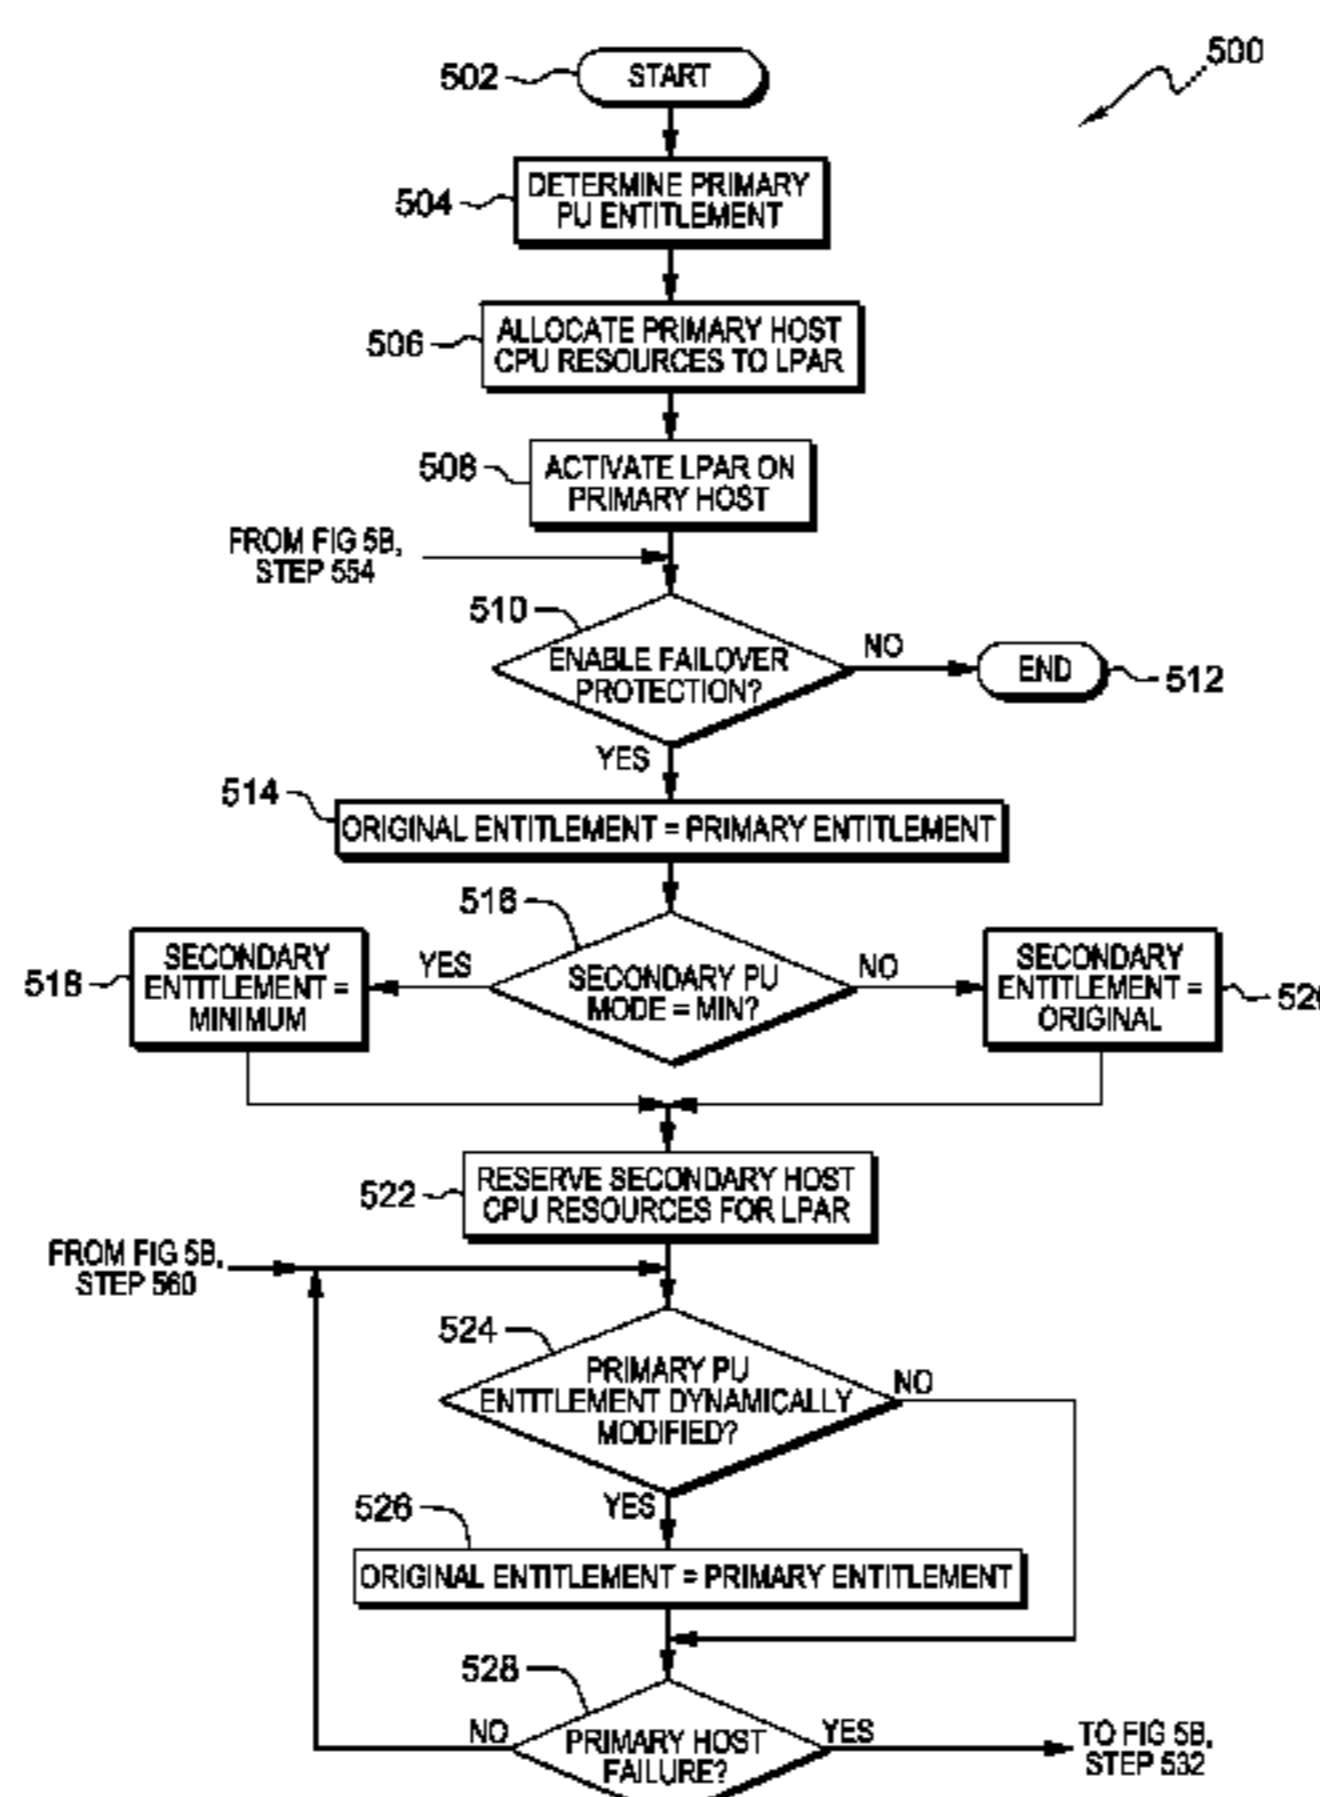 500
502
START
504
DETERMINE PRIMARY
PU ENTITLEMENT
506
ALLOCATE PRIMARY HOST
CPU RESOURCES TO LPAR
508
ACTIVATE LPAR ON
PRIMARY HOST
FROM FIG 5B,
STEP 554
510
ENABLE FAILOVER
PROTECTION?
NO
END
512
YES
514
ORIGINAL ENTITLEMENT = PRIMARY ENTITLEMENT
516
SECONDARY PU
MODE = MIN?
YES
518
SECONDARY
ENTITLEMENT =
MINIMUM
NO
SECONDARY
ENTITLEMENT =
ORIGINAL
520
522
RESERVE SECONDARY HOST
CPU RESOURCES FOR LPAR
FROM FIG 5B,
STEP 560
524
PRIMARY PU
ENTITLEMENT DYNAMICALLY
MODIFIED?
NO
YES
526
ORIGINAL ENTITLEMENT = PRIMARY ENTITLEMENT
528
PRIMARY HOST
FAILURE?
NO
YES
TO FIG 5B,
STEP 532